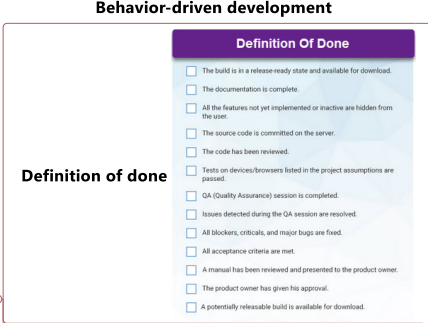 Behavior-driven development
Definition Of Done
The build is in a release-ready state and available for download.
The documentation is complete.
All the features not yet implemented or inactive are hidden from
the user.
The source code is committed on the server.
The code has been reviewed.
Tests on devices/browsers listed in the project assumptions are
passed.
Definition of done
QA (Quality Assurance) session is completed.
Issues detected during the QA session are resolved.
All blockers, criticals, and major bugs are fixed.
All acceptance criteria are met.
A manual has been reviewed and presented to the product owner.
The product owner has given his approval.
A potentially releasable build is available for download.